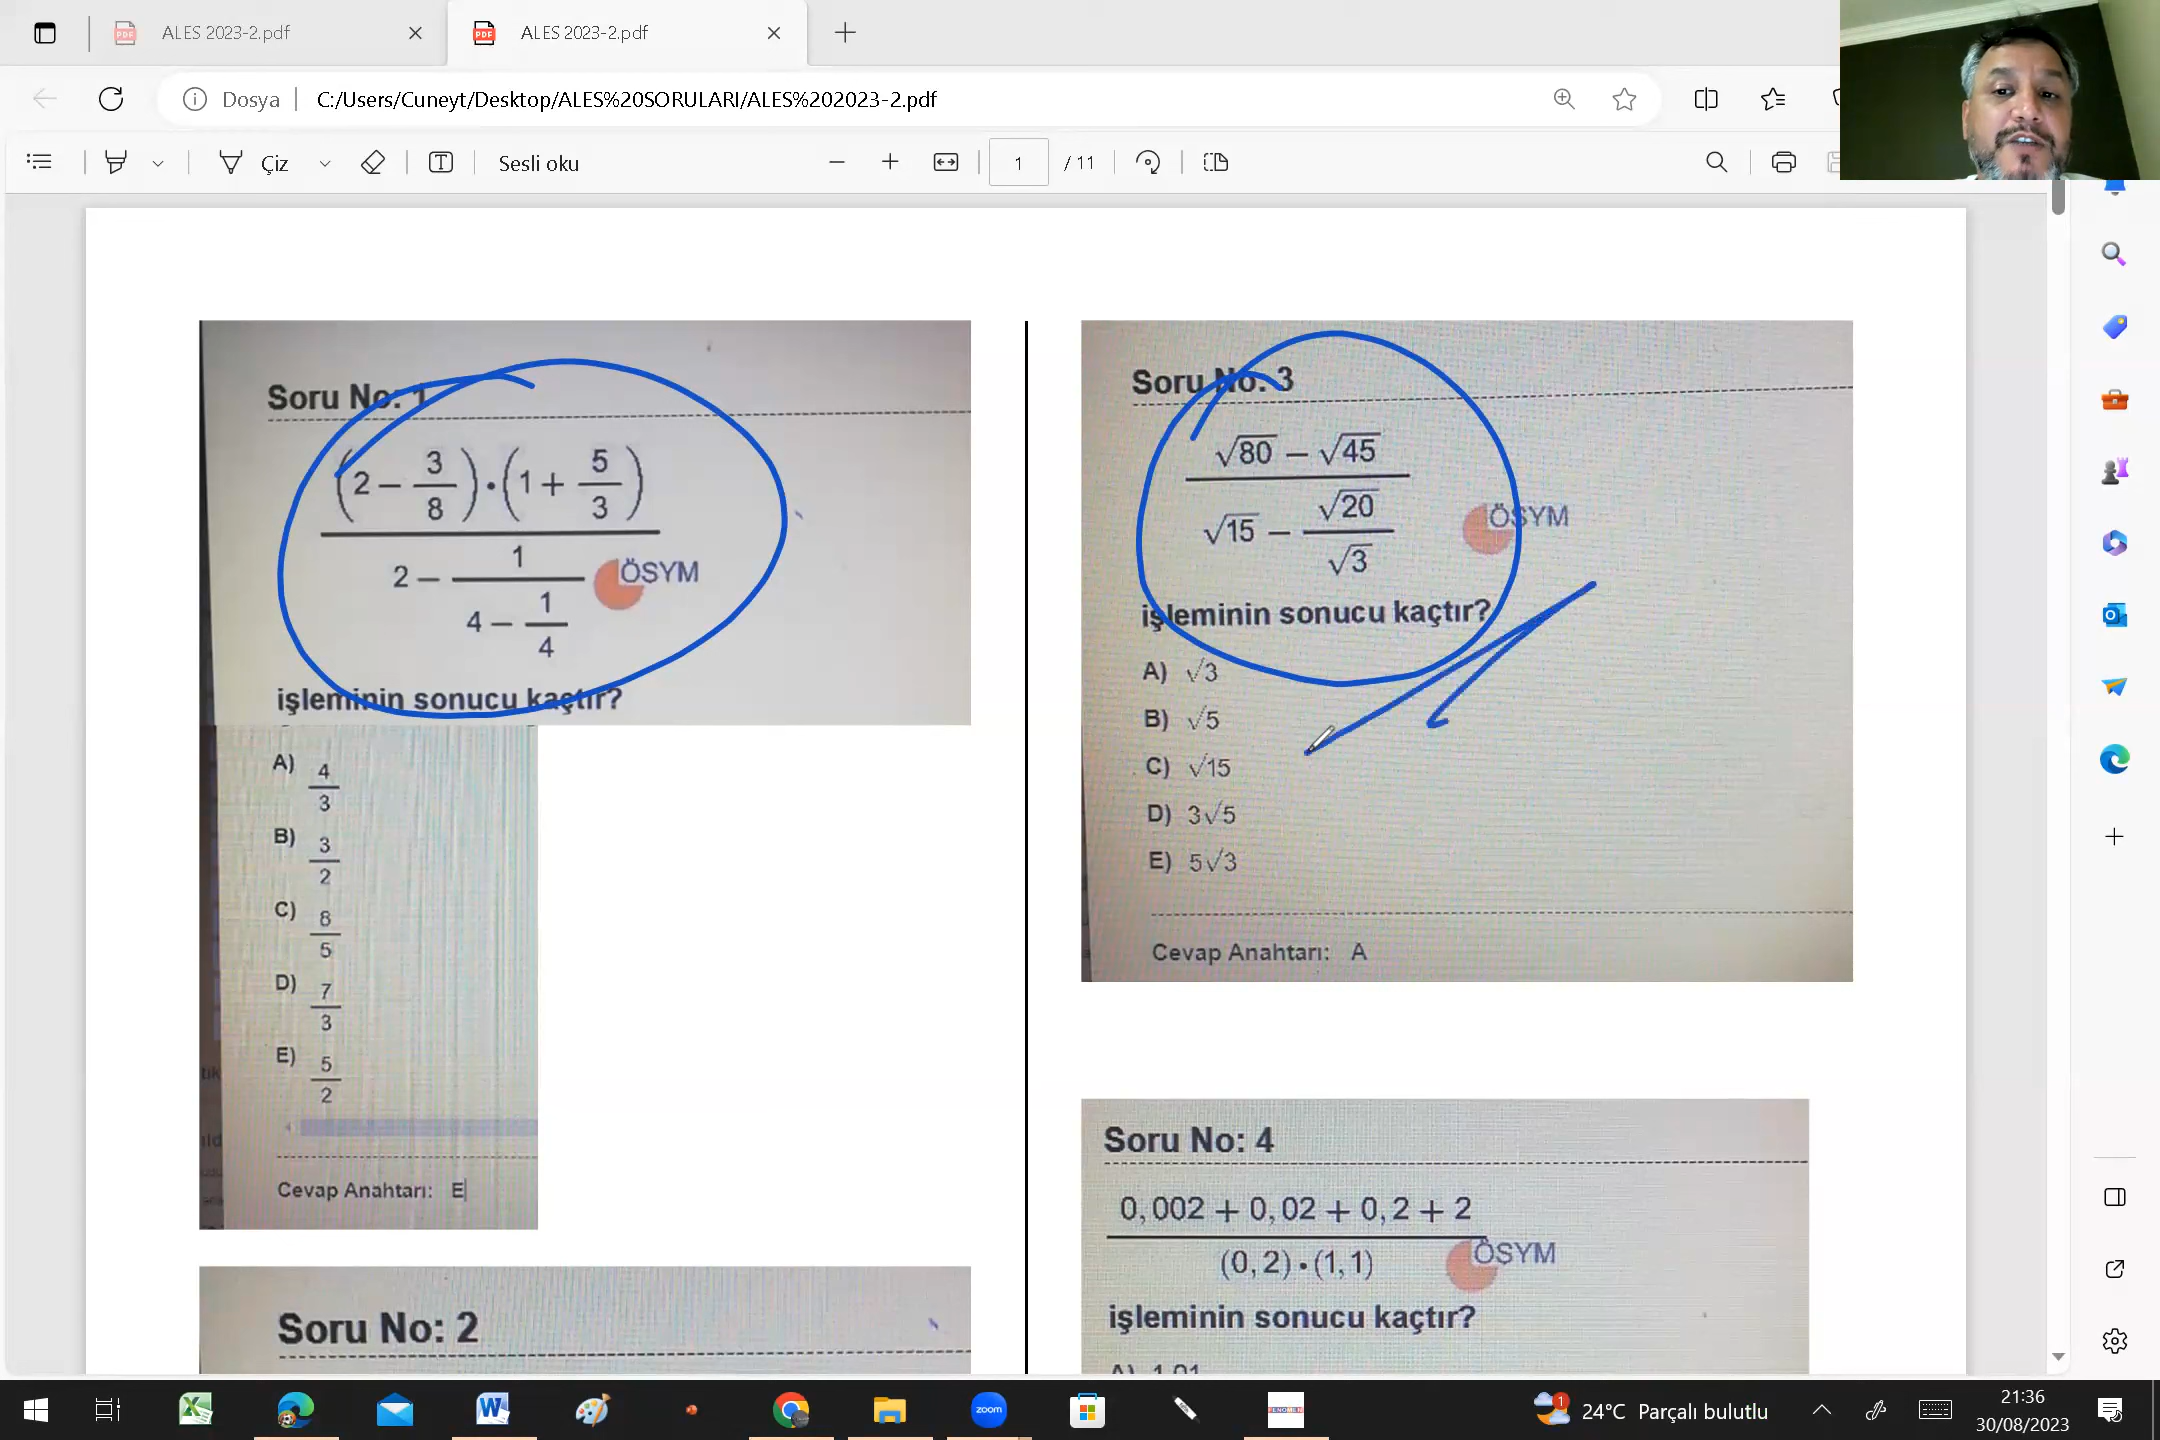 ALES 2023-2.pdf
ALES 2023-2.pdf
Dosya
C:/Users/Cuneyt/Desktop/ALES%20SORULARI/ALES%202023-2.pdf
Çiz
Sesli oku
1 / 11
Soru No: 1
(2 − 3/8) • (1 + 5/3)
2 − 1
4 − 1/4
ÖSYM
işleminin sonucu kaçtır?
A) 4/3
B) 3/2
C) 8/5
D) 7/3
E) 5/2
Cevap Anahtarı: E
Soru No: 2
Soru No: 3
√80 − √45
√15 − √20/√3
ÖSYM
işleminin sonucu kaçtır?
A) √3
B) √5
C) √15
D) 3√5
E) 5√3
Cevap Anahtarı: A
Soru No: 4
0,002 + 0,02 + 0,2 + 2
(0,2) • (1,1)
ÖSYM
işleminin sonucu kaçtır?
A) 1,01
zoom
FENOMEN
1
24°C Parçalı bulutlu
21:36
30/08/2023